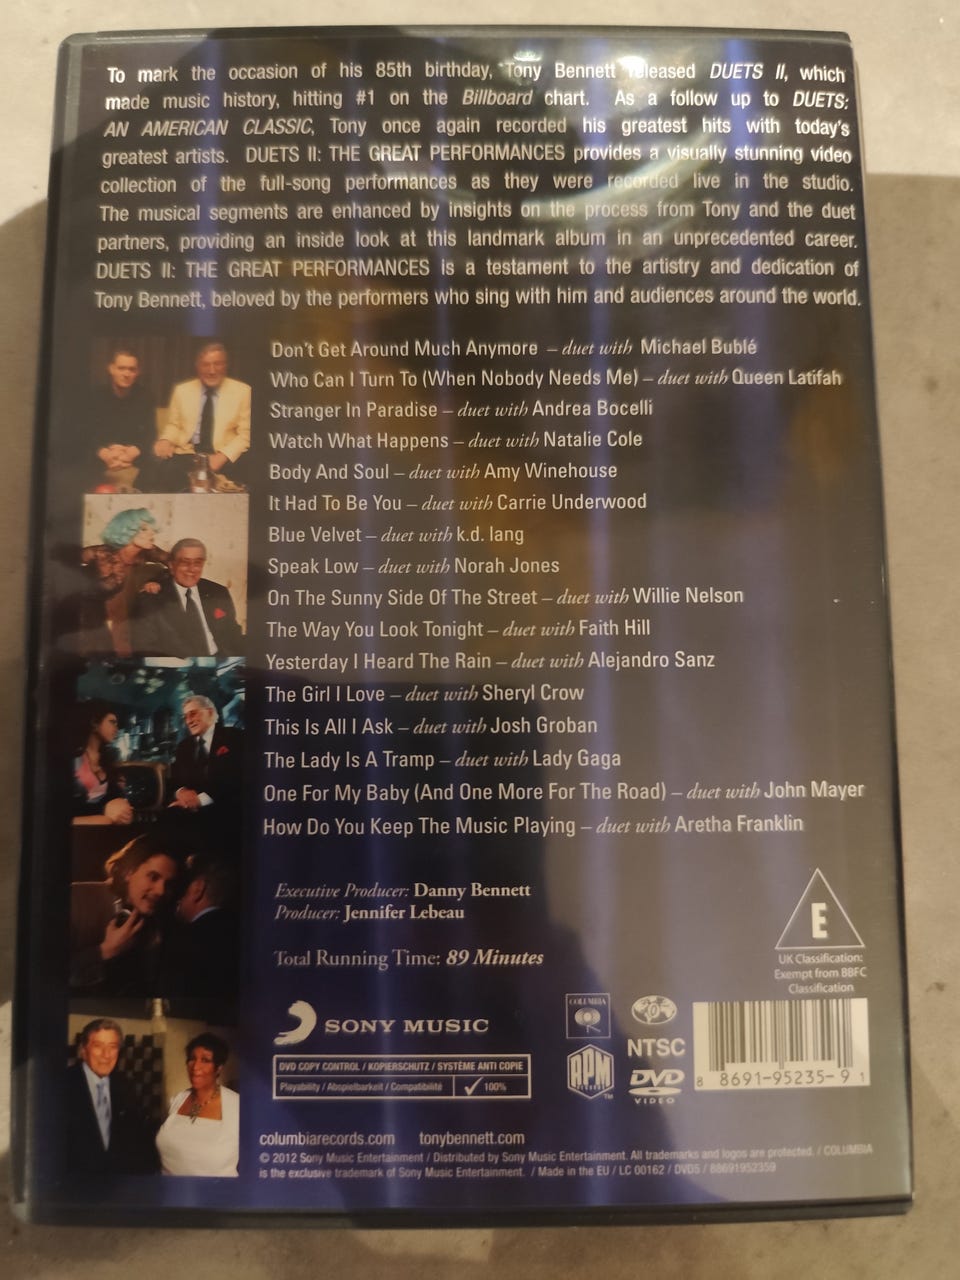 To mark the occasion of his 85th birthday, Tony Bennett released DUETS II, which
made music history, hitting #1 on the Billboard chart. As a follow up to DUETS:
AN AMERICAN CLASSIC, Tony once again recorded his greatest hits with today's
greatest artists. DUETS II: THE GREAT PERFORMANCES provides a visually stunning video
collection of the full-song performances as they were recorded live in the studio.
The musical segments are enhanced by insights on the process from Tony and the duet
partners, providing an inside look at this landmark album in an unprecedented career.
DUETS II: THE GREAT PERFORMANCES is a testament to the artistry and dedication of
Tony Bennett, beloved by the performers who sing with him and audiences around the world.
Don't Get Around Much Anymore – duet with Michael Bublé
Who Can I Turn To (When Nobody Needs Me) – duet with Queen Latifah
Stranger In Paradise – duet with Andrea Bocelli
Watch What Happens – duet with Natalie Cole
Body And Soul – duet with Amy Winehouse
It Had To Be You – duet with Carrie Underwood
Blue Velvet – duet with k.d. lang
Speak Low – duet with Norah Jones
On The Sunny Side Of The Street – duet with Willie Nelson
The Way You Look Tonight – duet with Faith Hill
Yesterday I Heard The Rain – duet with Alejandro Sanz
The Girl I Love – duet with Sheryl Crow
This Is All I Ask – duet with Josh Groban
The Lady Is A Tramp – duet with Lady Gaga
One For My Baby (And One More For The Road) – duet with John Mayer
How Do You Keep The Music Playing – duet with Aretha Franklin
Executive Producer: Danny Bennett
Producer: Jennifer Lebeau
Total Running Time: 89 Minutes
E
UK Classification:
Exempt from BBFC
Classification
SONY MUSIC
COLUMBIA
NTSC
RPM
RECORDS
TM
DVD
VIDEO
8 8691-95235-9 1
DVD COPY CONTROL / KOPIERSCHUTZ / SYSTÈME ANTI COPIE
Playability / Abspielbarkeit / Compatibilité ✓ 100%
columbiarecords.com tonybennett.com
© 2012 Sony Music Entertainment / Distributed by Sony Music Entertainment. All trademarks and logos are protected. / COLUMBIA
is the exclusive trademark of Sony Music Entertainment. / Made in the EU / LC 00162 / DVD5 / 88691952359